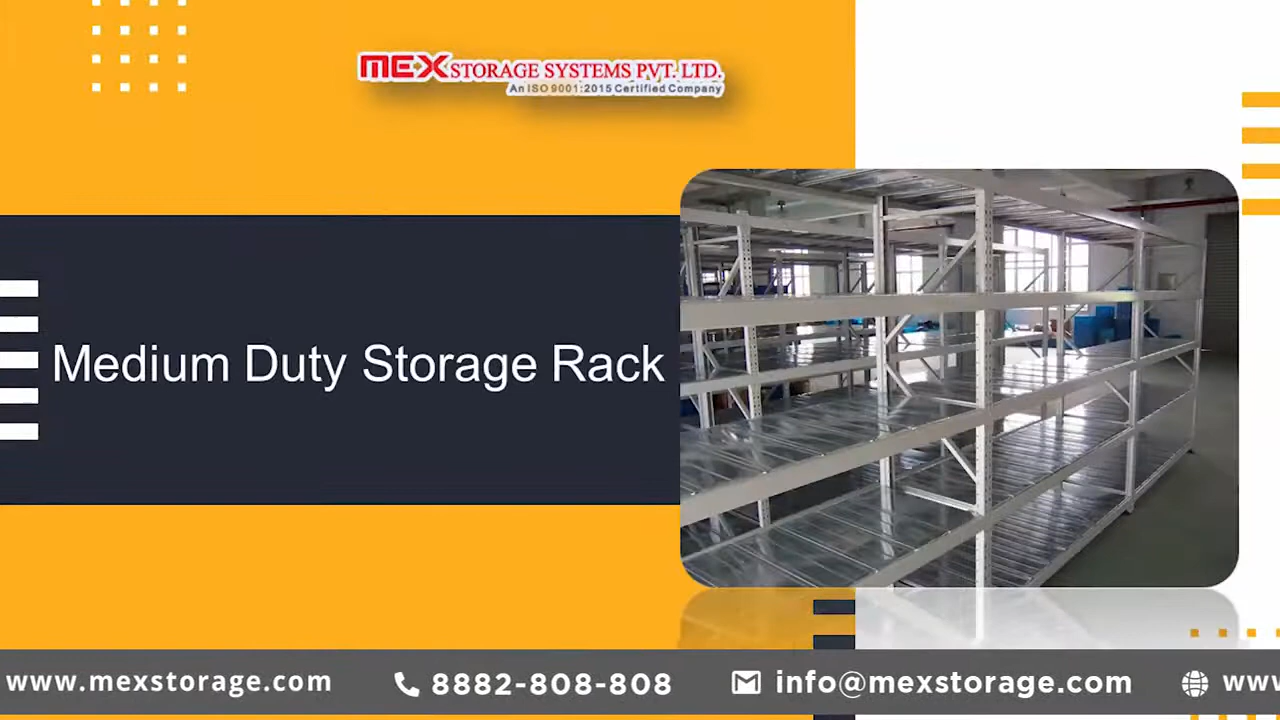 MEX STORAGE SYSTEMS PVT. LTD.
An ISO 9001:2015 Certified Company
Medium Duty Storage Rack
www.mexstorage.com 8882-808-808 info@mexstorage.com www.